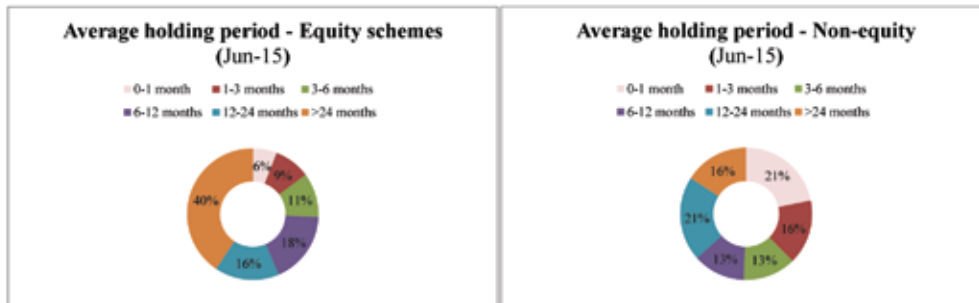 Average holding period - Equity schemes
(Jun-15)
0-1 month 1-3 months 3-6 months
6-12 months 12-24 months >24 months
6%
9%
11%
18%
16%
40%
Average holding period - Non-equity
(Jun-15)
0-1 month 1-3 months 3-6 months
6-12 months 12-24 months >24 months
21%
16%
13%
13%
21%
16%